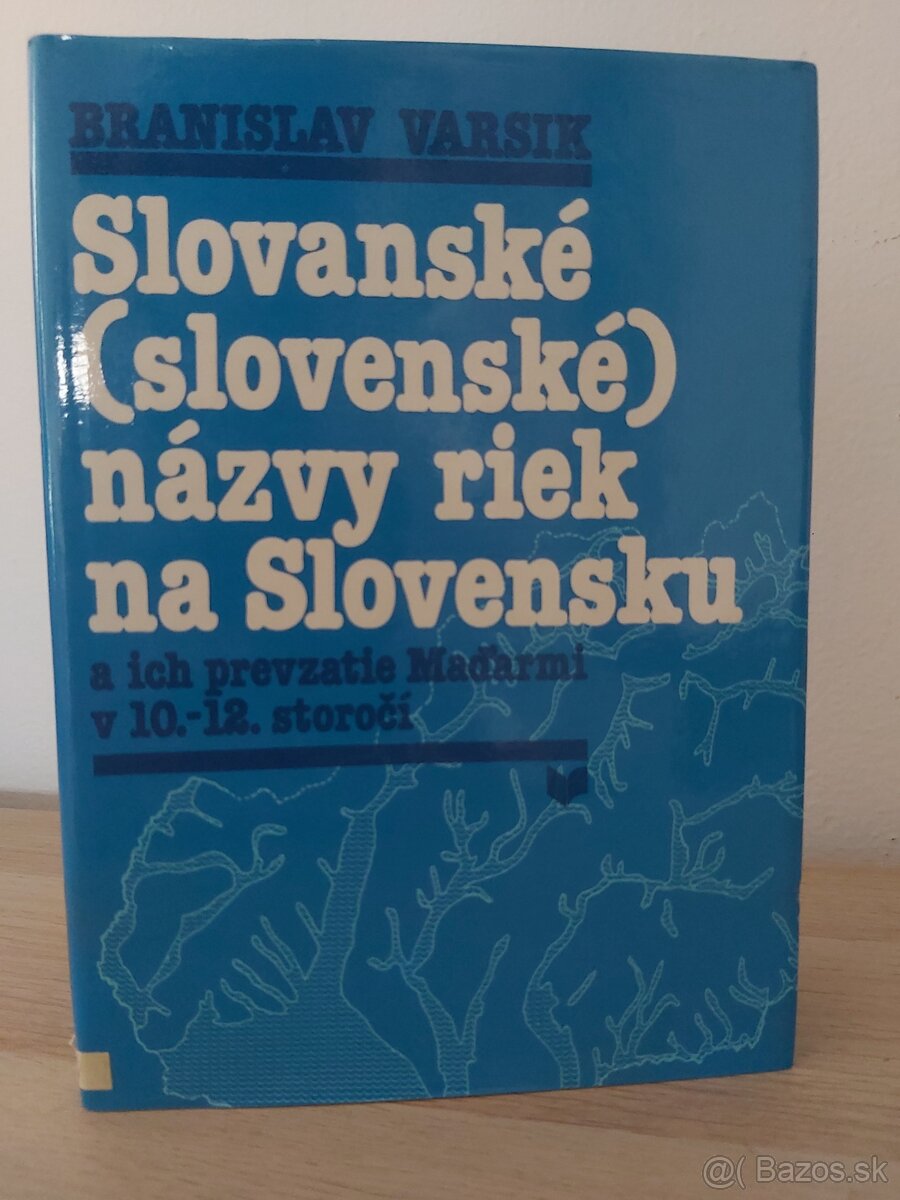 BRANISLAV VARSIK
Slovanské
(slovenské)
názvy riek
na Slovensku
a ich prevzatie Maďarmi
v 10.-12. storočí
@( Bazos.sk